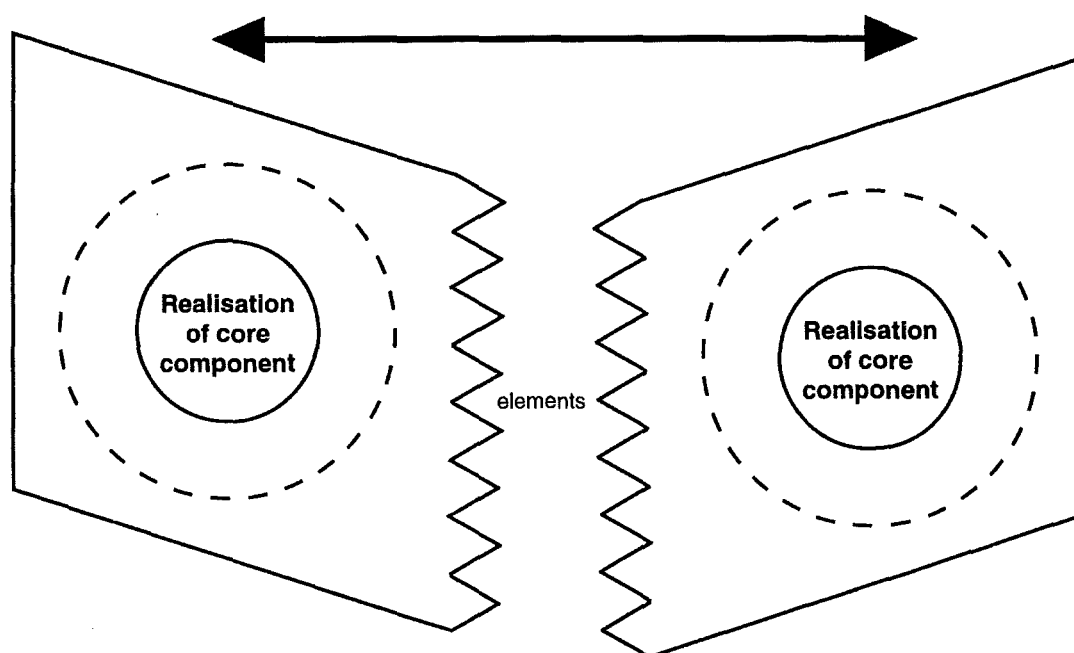 Realisation
of core
component
elements
Realisation
of core
component